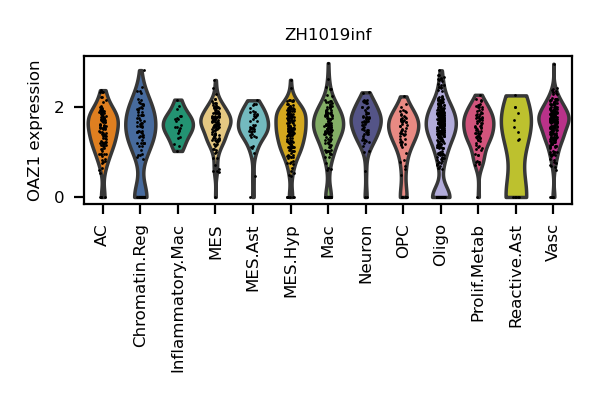 ZH1019inf
OAZ1 expression
2
0
AC
Chromatin.Reg
Inflammatory.Mac
MES
MES.Ast
MES.Hyp
Mac
Neuron
OPC
Oligo
Prolif.Metab
Reactive.Ast
Vasc